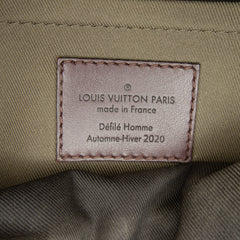 LOUIS VUITTON PARIS
made in France
Défilé Homme
Automne-Hiver 2020